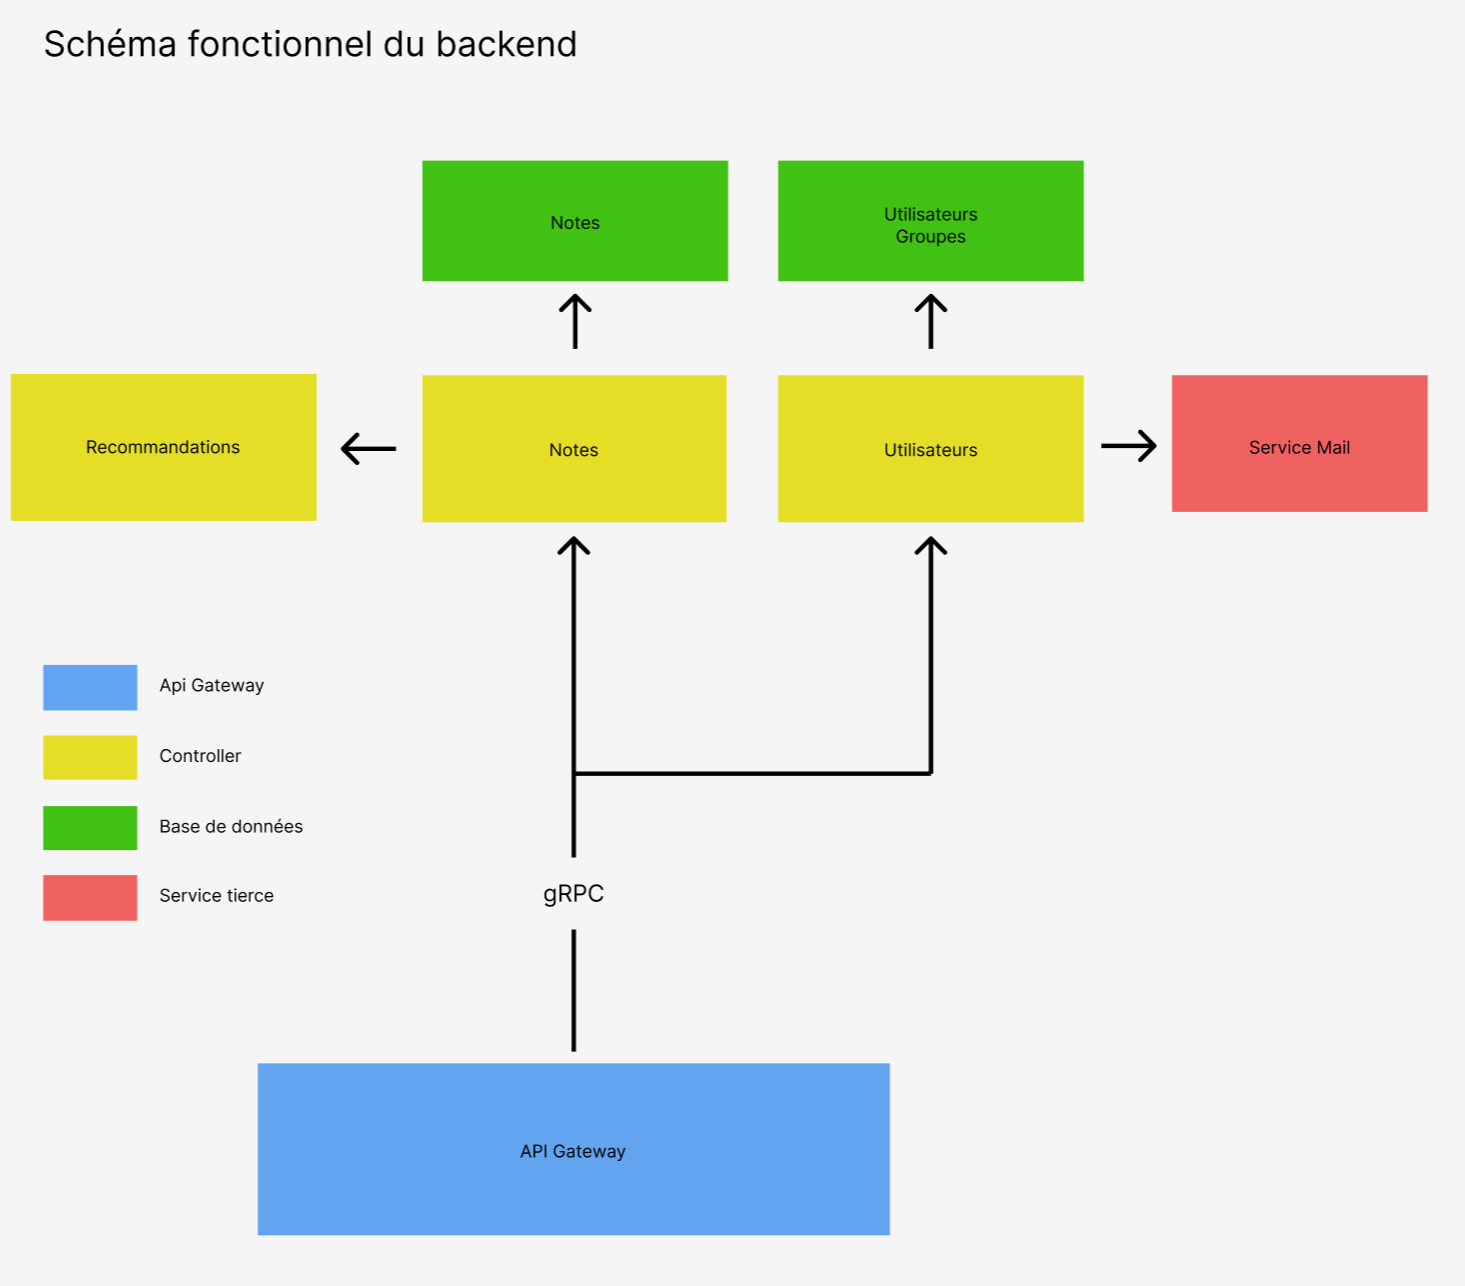 Schéma fonctionnel du backend
Notes
Utilisateurs
Groupes
Recommandations
Notes
Utilisateurs
Service Mail
Api Gateway
Controller
Base de données
Service tierce
gRPC
API Gateway